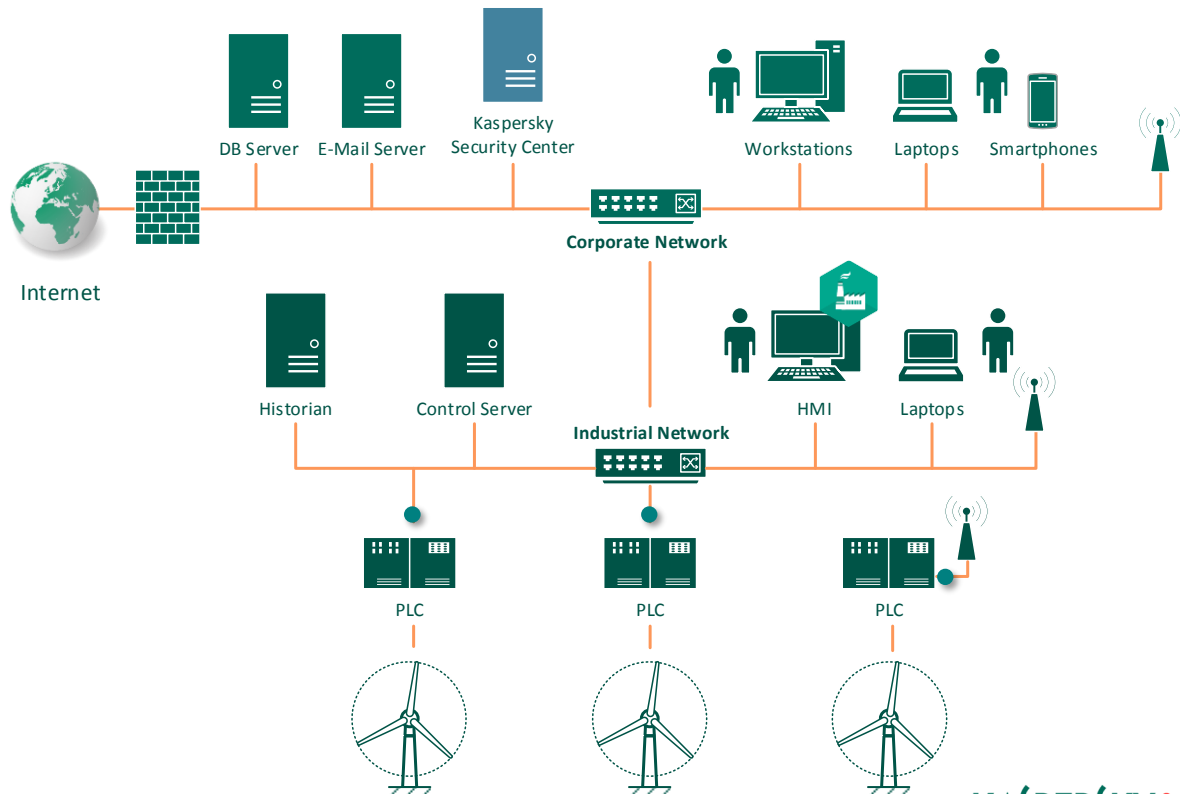 DB Server
E-Mail Server
Kaspersky
Security Center
Workstations
Laptops
Smartphones
Corporate Network
Internet
Historian
Control Server
HMI
Laptops
Industrial Network
PLC
PLC
PLC